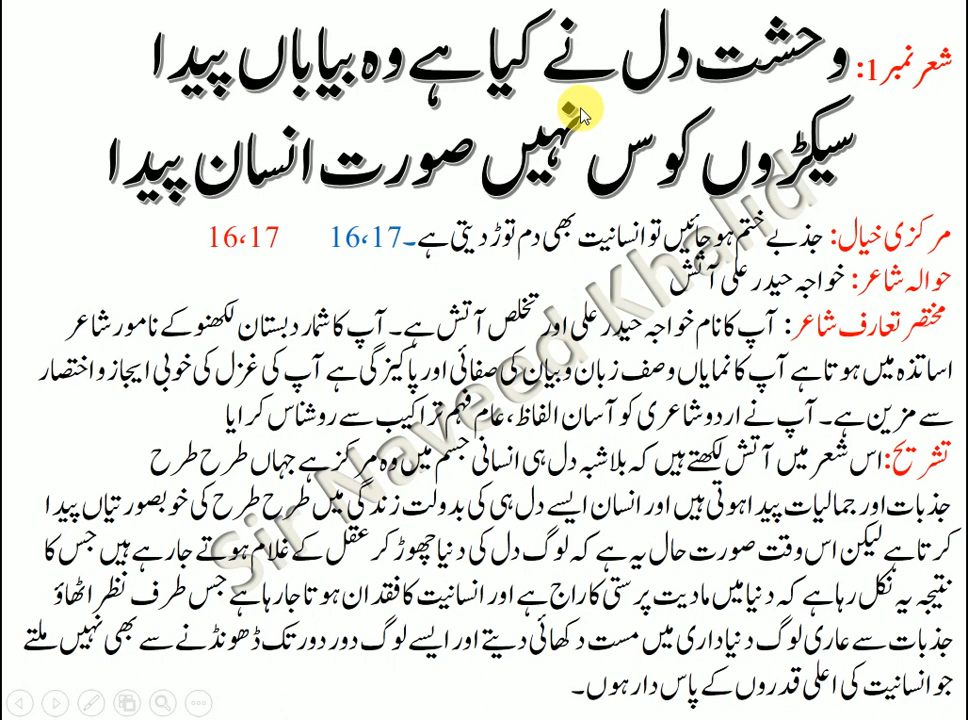 شعر نمبر 1: وحشت دل نے کیا ہے وہ بیاباں پیدا
سیکڑوں کوس نہیں صورت انساں پیدا
مرکزی خیال: جذبے ختم ہو جائیں تو انسانیت بھی دم توڑ دیتی ہے۔ 16،17 16،17
حوالہ شاعر: خواجہ حیدر علی آتش
مختصر تعارف شاعر: آپ کا نام خواجہ حیدر علی اور تخلص آتش ہے۔ آپ کا شمار دبستان لکھنو کے نامور شاعر
اساتذہ میں ہوتا ہے آپ کا نمایاں وصف زبان و بیان کی صفائی اور پاکیزگی ہے آپ کی غزل کی خوبی ایجاز و اختصار
سے مزین ہے۔ آپ نے اردو شاعری کو آسان الفاظ، عام فہم تراکیب سے روشناس کرایا
تشریح: اس شعر میں آتش لکھتے ہیں کہ بلاشبہ دل ہی انسانی جسم میں وہ مرکز ہے جہاں طرح طرح
جذبات اور جمالیات پیدا ہوتی ہیں اور انسان ایسے دل ہی کی بدولت زندگی میں طرح طرح کی خوبصورتیاں پیدا
کرتا ہے لیکن اس وقت صورت حال یہ ہے کہ لوگ دل کی دنیا چھوڑ کر عقل کے غلام ہوتے جا رہے ہیں جس کا
نتیجہ یہ نکل رہا ہے کہ دنیا میں مادیت پرستی کا راج ہے اور انسانیت کا فقدان ہوتا جا رہا ہے جس طرف نظر اٹھاؤ
جذبات سے عاری لوگ دنیا داری میں مست دکھائی دیتے اور ایسے لوگ دور دور تک ڈھونڈنے سے بھی نہیں ملتے
جو انسانیت کی اعلی قدروں کے پاس دار ہوں۔
Sir Naveed Khalid